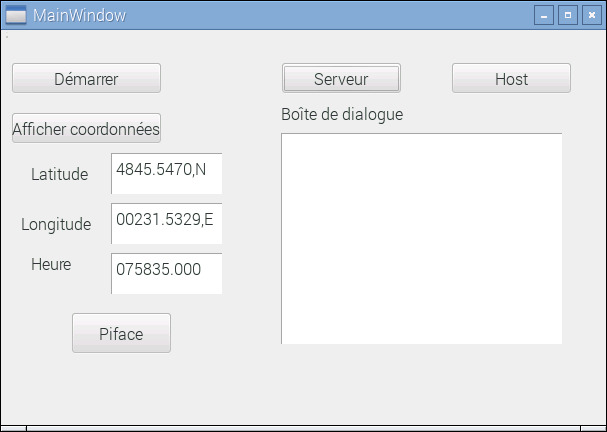 MainWindow
Démarrer
Serveur
Host
Afficher coordonnées
Boîte de dialogue
Latitude
4845.5470,N
Longitude
00231.5329,E
Heure
075835.000
Piface